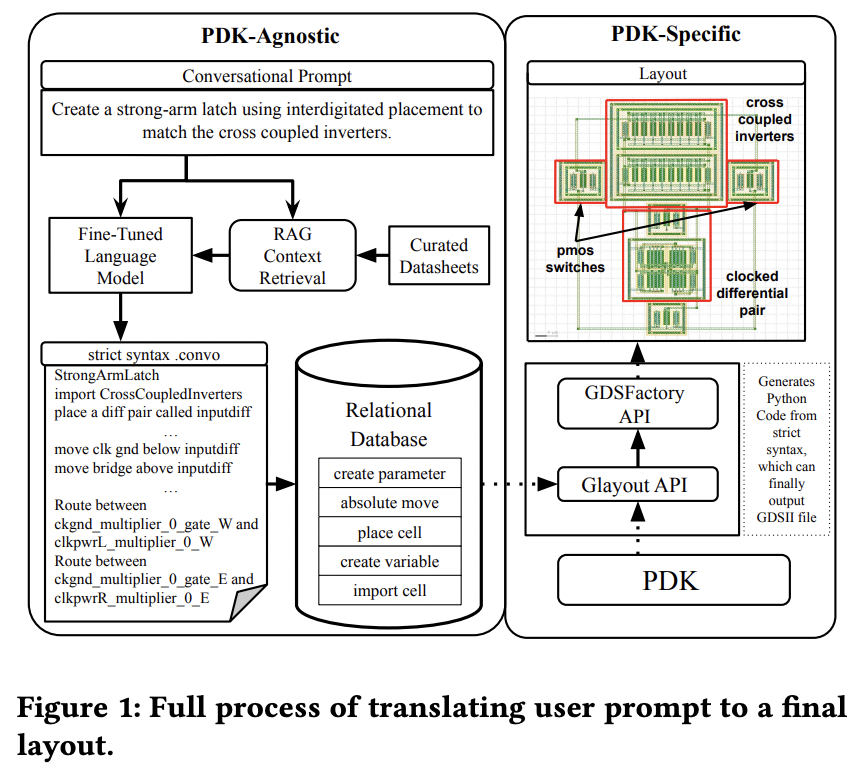 PDK-Agnostic
Conversational Prompt
Create a strong-arm latch using interdigitated placement to
match the cross coupled inverters.
Fine-Tuned
Language
Model
RAG
Context
Retrieval
Curated
Datasheets
strict syntax .convo
StrongArmLatch
import CrossCoupledInverters
place a diff pair called inputdiff
…
move clk gnd below inputdiff
move bridge above inputdiff
…
Route between
ckgnd_multiplier_0_gate_W and
clkpwrL_multiplier_0_W
Route between
ckgnd_multiplier_0_gate_E and
clkpwrR_multiplier_0_E
Relational
Database
create parameter
absolute move
place cell
create variable
import cell
PDK-Specific
Layout
cross
coupled
inverters
pmos
switches
clocked
differential
pair
GDSFactory
API
Glayout API
PDK
Generates
Python
Code from
strict
syntax,
which can
finally
output
GDSII file
Figure 1: Full process of translating user prompt to a final
layout.